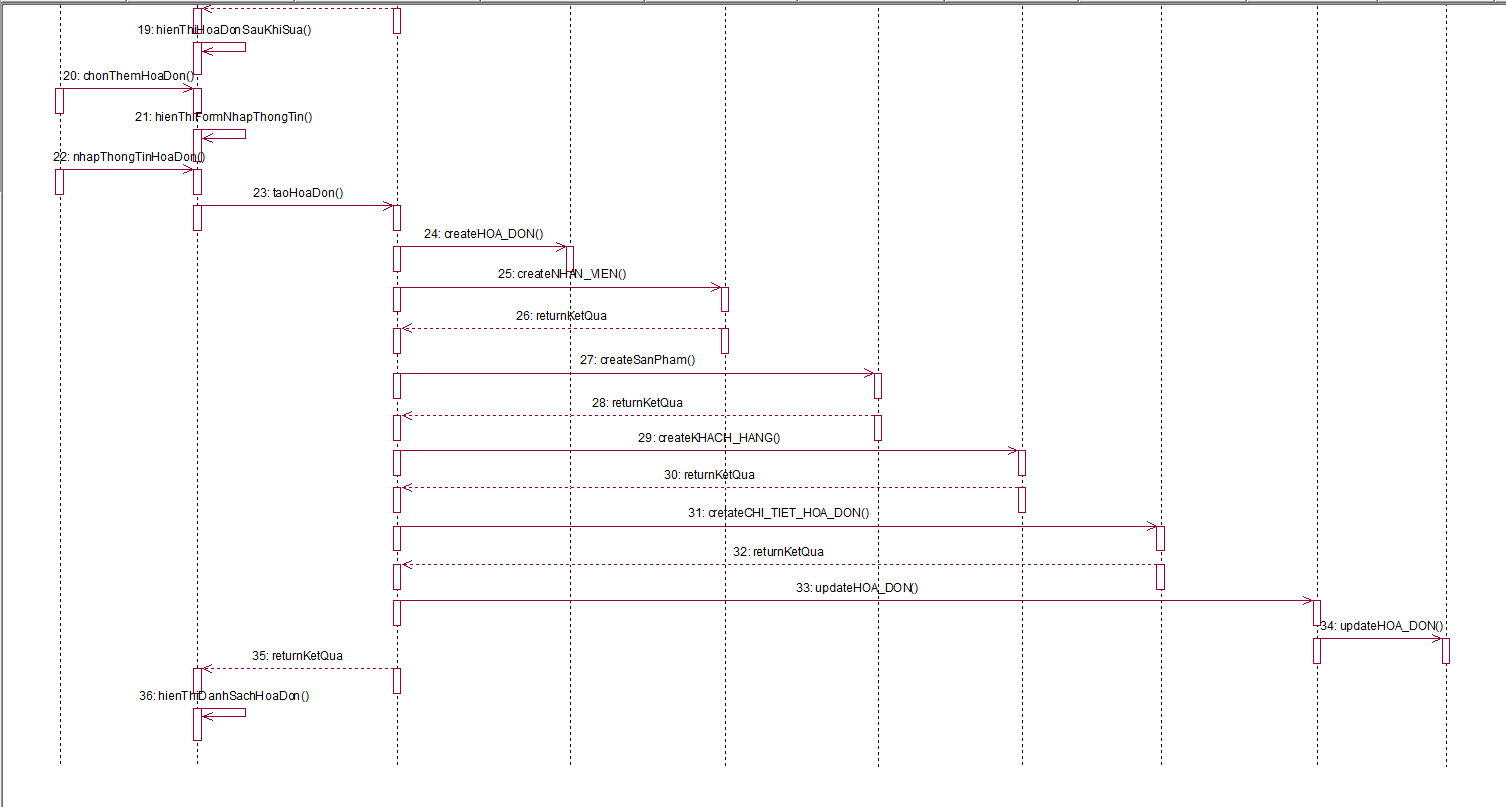 19: hienThiHoaDonSauKhiSua()
20: chonThemHoaDon()
21: hienThiFormNhapThongTin()
22: nhapThongTinHoaDon()
23: taoHoaDon()
24: createHOA_DON()
25: createNHAN_VIEN()
26: returnKetQua
27: createSanPham()
28: returnKetQua
29: createKHACH_HANG()
30: returnKetQua
31: cretateCHI_TIET_HOA_DON()
32: returnKetQua
33: updateHOA_DON()
34: updateHOA_DON()
35: returnKetQua
36: hienThiDanhSachHoaDon()